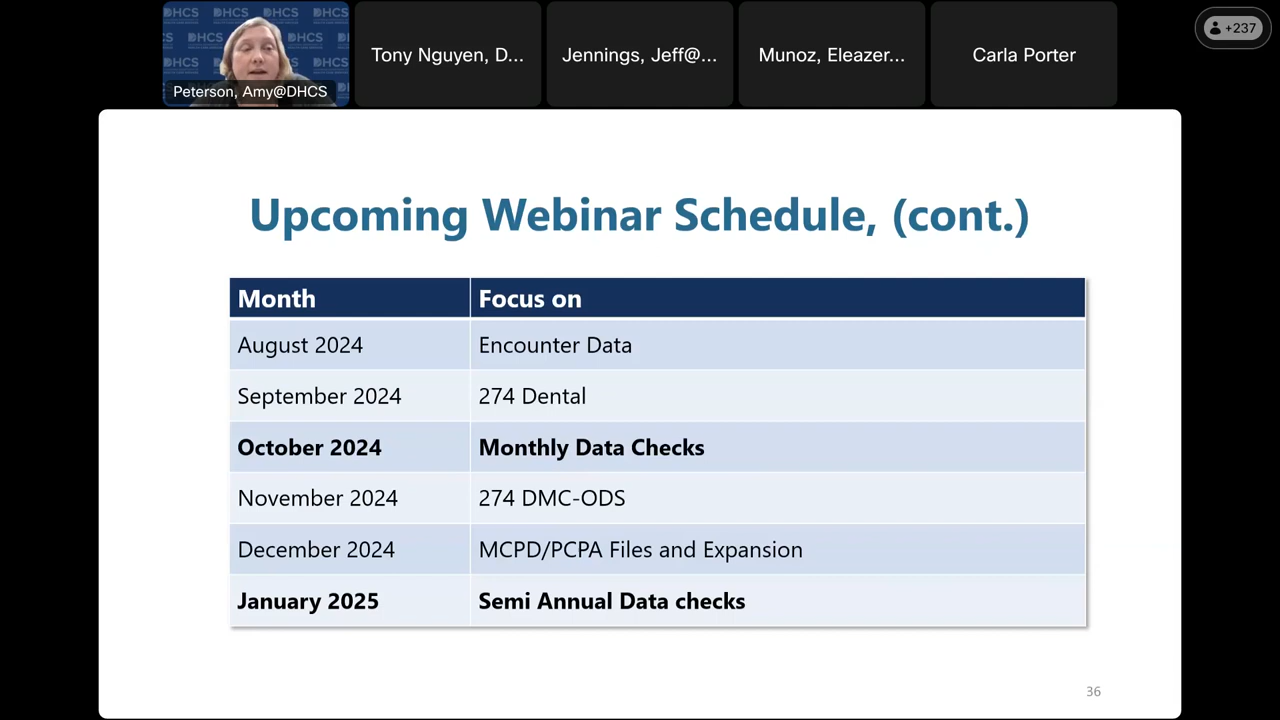 Peterson, Amy@DHCS
Tony Nguyen, D...
Jennings, Jeff@...
Munoz, Eleazer...
Carla Porter
+237
Upcoming Webinar Schedule, (cont.)
Month Focus on
August 2024 Encounter Data
September 2024 274 Dental
October 2024 Monthly Data Checks
November 2024 274 DMC-ODS
December 2024 MCPD/PCPA Files and Expansion
January 2025 Semi Annual Data checks
36